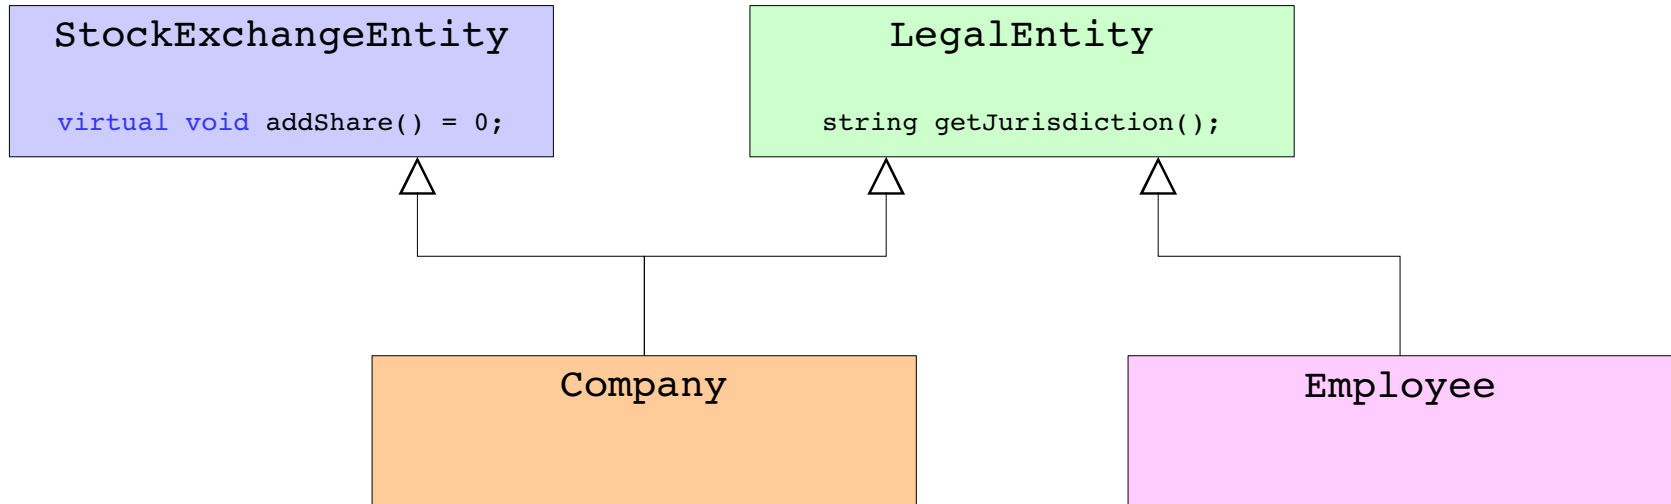 StockExchangeEntity
virtual void addShare() = 0;
LegalEntity
string getJurisdiction();
Company
Employee